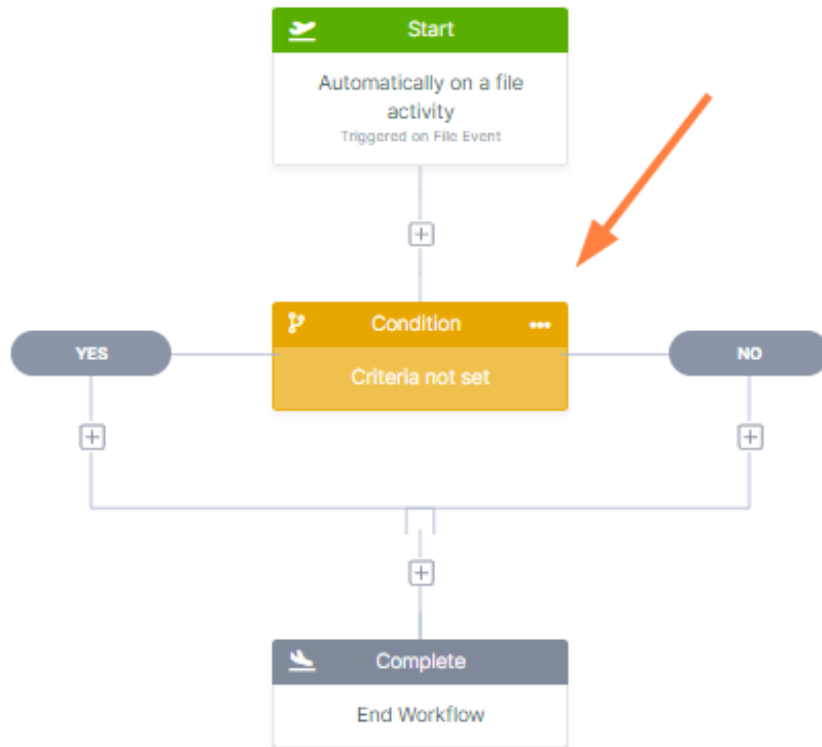 Start
Automatically on a file
activity
Triggered on File Event
Condition
YES
NO
Criteria not set
Complete
End Workflow